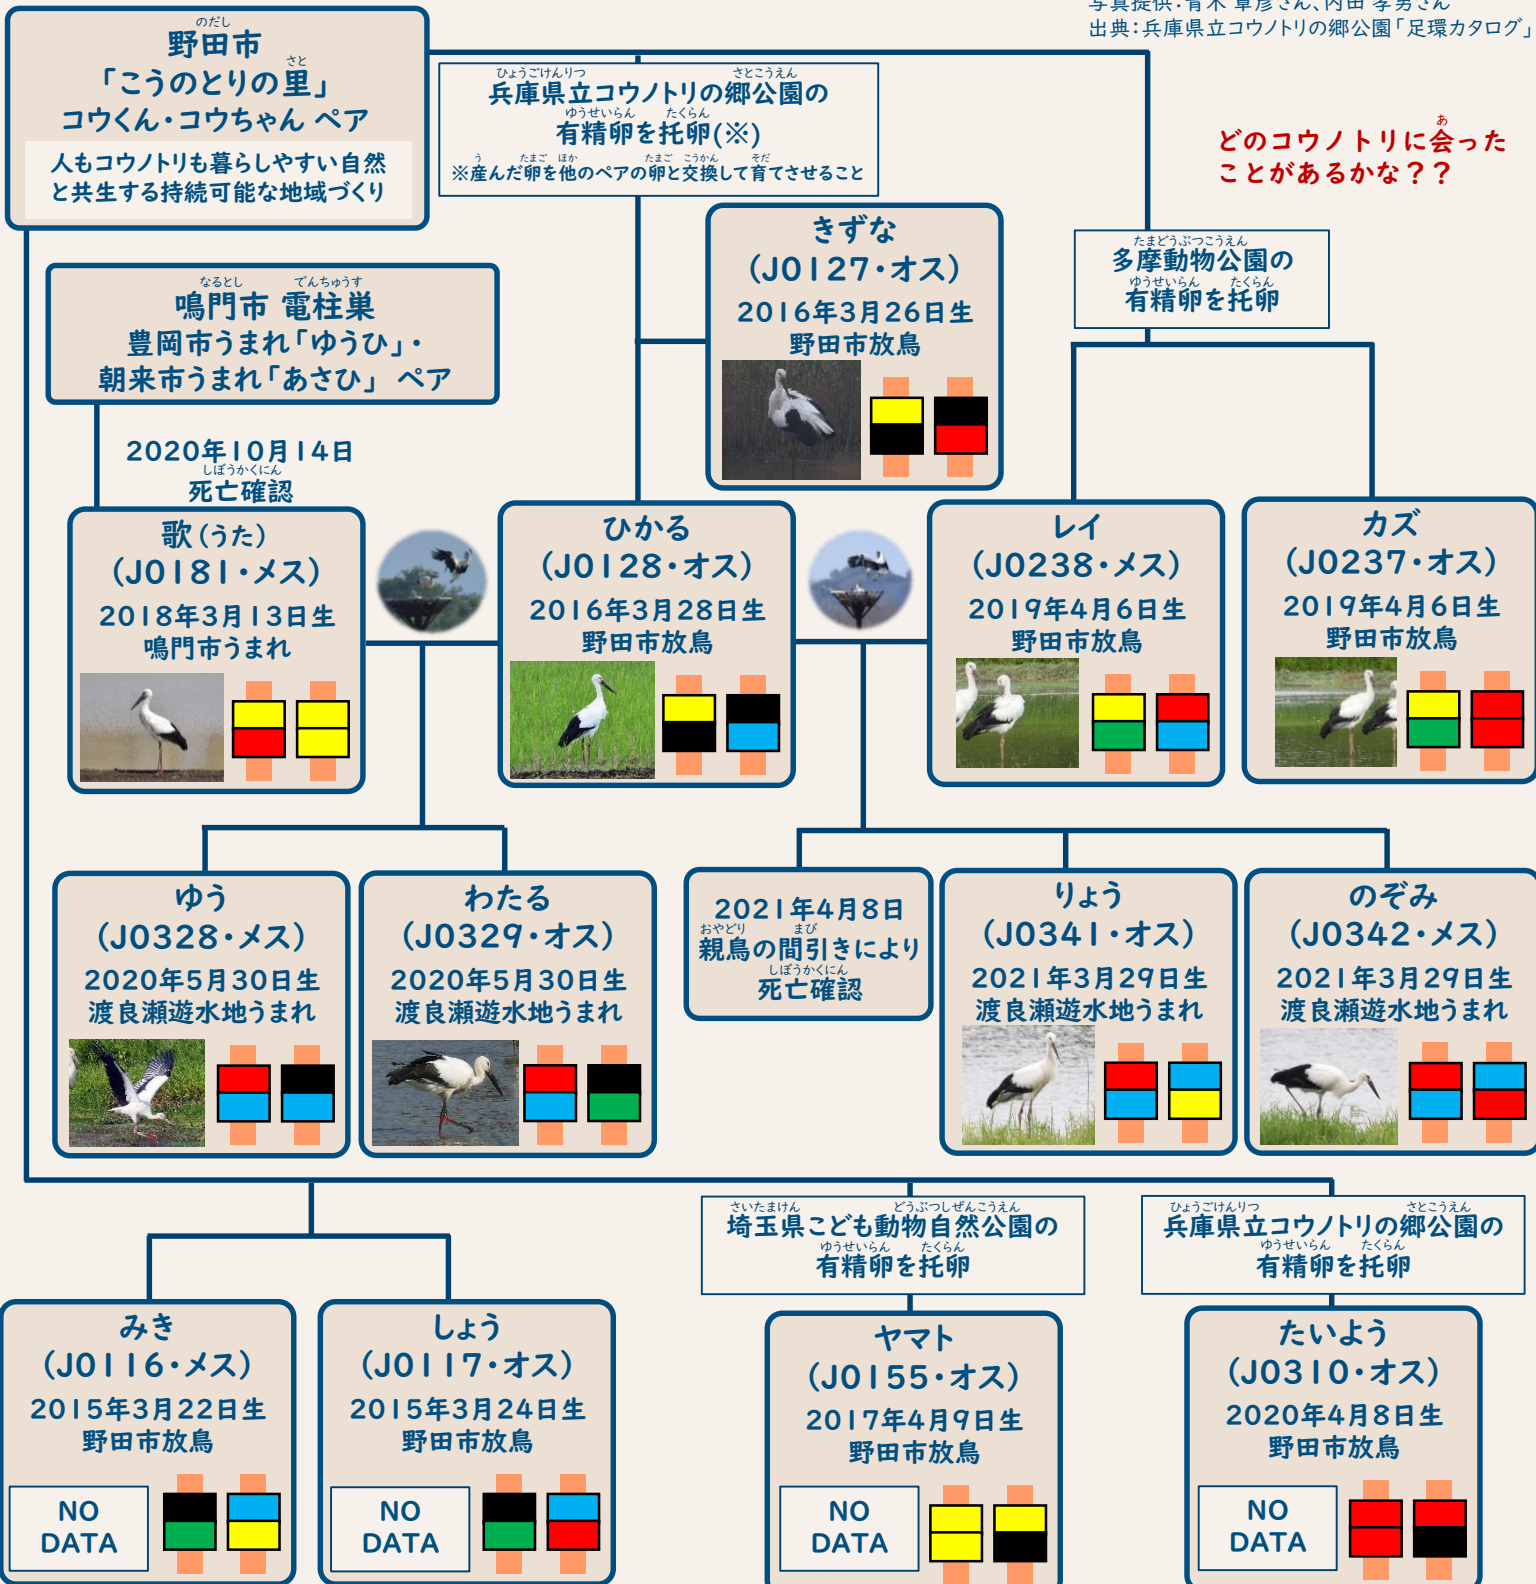 写真提供：青木 章彦さん、内田 孝男さん
出典：兵庫県立コウノトリの郷公園「足環カタログ」
のだし
野田市
さと
「こうのとりの里」
コウくん・コウちゃん ペア
人もコウノトリも暮らしやすい自然
と共生する持続可能な地域づくり
ひょうごけんりつ さとこうえん
兵庫県立コウノトリの郷公園の
ゆうせいらん たくらん
有精卵を托卵(※)
う たまご ほか たまご こうかん そだ
※産んだ卵を他のペアの卵と交換して育てさせること
あ
どのコウノトリに会った
ことがあるかな？？
たまどうぶつこうえん
多摩動物公園の
ゆうせいらん たくらん
有精卵を托卵
なるとし でんちゅうす
鳴門市 電柱巣
豊岡市うまれ「ゆうひ」・
朝来市うまれ「あさひ」 ペア
きずな
(J0127・オス)
2016年3月26日生
野田市放鳥
2020年10月14日
しぼうかくにん
死亡確認
歌(うた)
(J0181・メス)
2018年3月13日生
鳴門市うまれ
ひかる
(J0128・オス)
2016年3月28日生
野田市放鳥
レイ
(J0238・メス)
2019年4月6日生
野田市放鳥
カズ
(J0237・オス)
2019年4月6日生
野田市放鳥
ゆう
(J0328・メス)
2020年5月30日生
渡良瀬遊水地うまれ
わたる
(J0329・オス)
2020年5月30日生
渡良瀬遊水地うまれ
2021年4月8日
おやどり まび
親鳥の間引きにより
しぼうかくにん
死亡確認
りょう
(J0341・オス)
2021年3月29日生
渡良瀬遊水地うまれ
のぞみ
(J0342・メス)
2021年3月29日生
渡良瀬遊水地うまれ
さいたまけん どうぶつしぜんこうえん
埼玉県こども動物自然公園の
ゆうせいらん たくらん
有精卵を托卵
ひょうごけんりつ さとこうえん
兵庫県立コウノトリの郷公園の
ゆうせいらん たくらん
有精卵を托卵
みき
(J0116・メス)
2015年3月22日生
野田市放鳥
NO
DATA
しょう
(J0117・オス)
2015年3月24日生
野田市放鳥
NO
DATA
ヤマト
(J0155・オス)
2017年4月9日生
野田市放鳥
NO
DATA
たいよう
(J0310・オス)
2020年4月8日生
野田市放鳥
NO
DATA